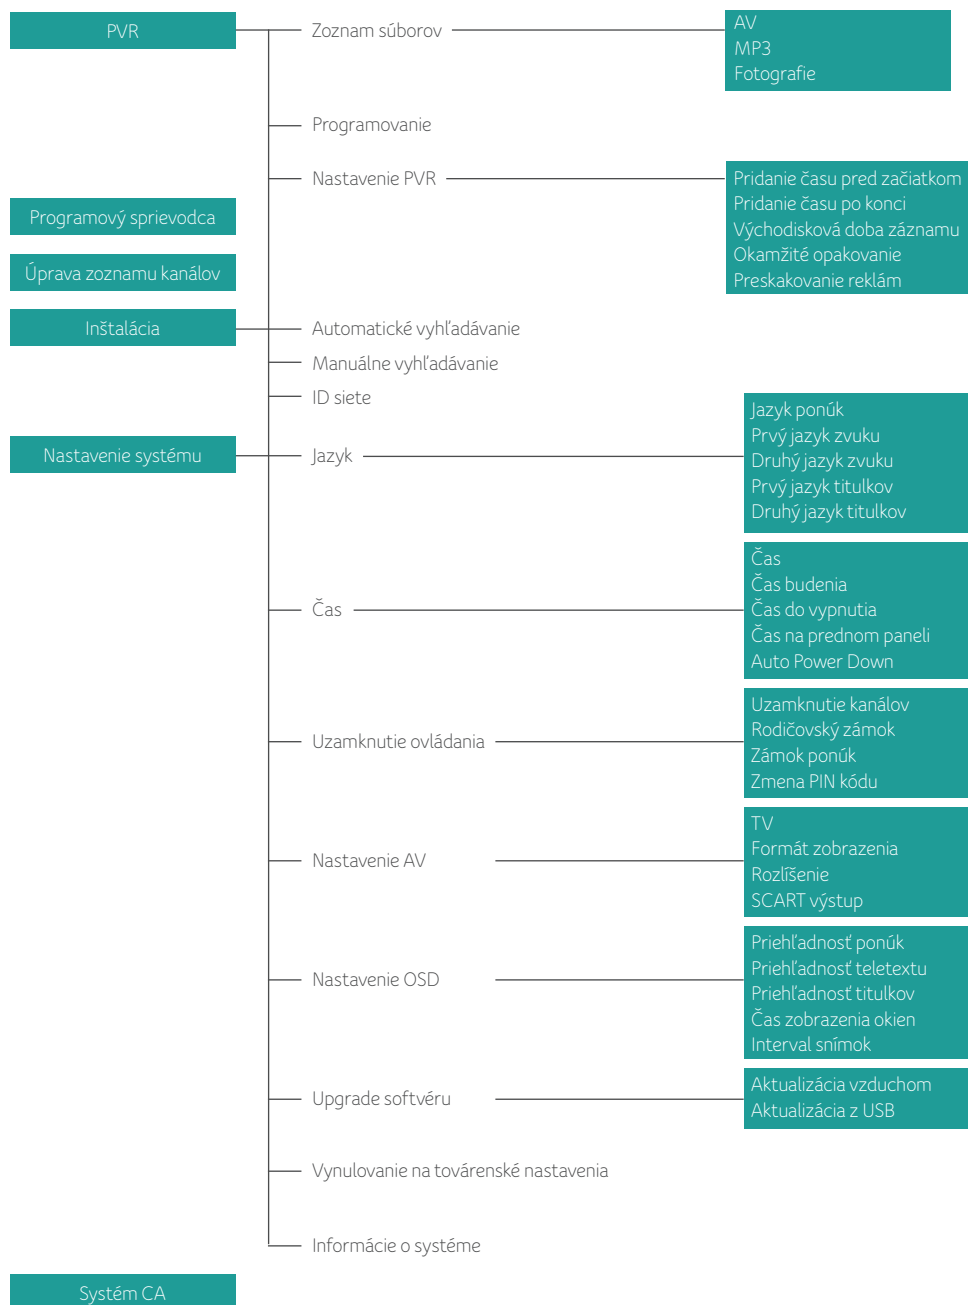 PVR
Zoznam súborov
AV
MP3
Fotografie
Programovanie
Nastavenie PVR
Pridanie času pred začiatkom
Pridanie času po konci
Východisková doba záznamu
Okamžité opakovanie
Preskakovanie reklám
Programový sprievodca
Úprava zoznamu kanálov
Inštalácia
Automatické vyhľadávanie
Manuálne vyhľadávanie
ID siete
Nastavenie systému
Jazyk
Jazyk ponúk
Prvý jazyk zvuku
Druhý jazyk zvuku
Prvý jazyk titulkov
Druhý jazyk titulkov
Čas
Čas
Čas budenia
Čas do vypnutia
Čas na prednom paneli
Auto Power Down
Uzamknutie ovládania
Uzamknutie kanálov
Rodičovský zámok
Zámok ponúk
Zmena PIN kódu
Nastavenie AV
TV
Formát zobrazenia
Rozlíšenie
SCART výstup
Nastavenie OSD
Priehľadnosť ponúk
Priehľadnosť teletextu
Priehľadnosť titulkov
Čas zobrazenia okien
Interval snímok
Upgrade softvéru
Aktualizácia vzduchom
Aktualizácia z USB
Vynulovanie na továrenské nastavenia
Informácie o systéme
Systém CA